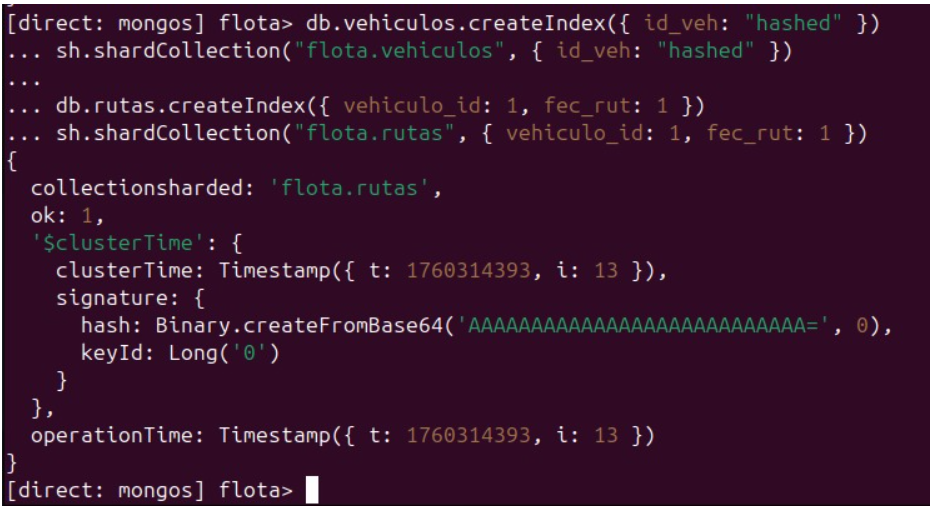 [direct: mongos] flota> db.vehiculos.createIndex({ id_veh: "hashed" })
... sh.shardCollection("flota.vehiculos", { id_veh: "hashed" })
...
... db.rutas.createIndex({ vehiculo_id: 1, fec_rut: 1 })
... sh.shardCollection("flota.rutas", { vehiculo_id: 1, fec_rut: 1 })
{
  collectionsharded: 'flota.rutas',
  ok: 1,
  '$clusterTime': {
    clusterTime: Timestamp({ t: 1760314393, i: 13 }),
    signature: {
      hash: Binary.createFromBase64('AAAAAAAAAAAAAAAAAAAAAAAAAAA=', 0),
      keyId: Long('0')
    }
  },
  operationTime: Timestamp({ t: 1760314393, i: 13 })
}
[direct: mongos] flota>